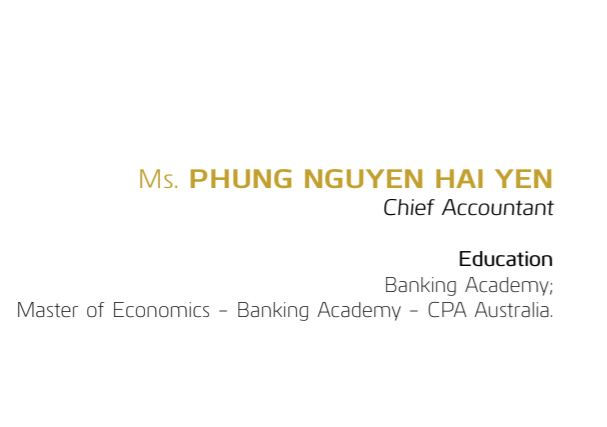 Ms. PHUNG NGUYEN HAI YEN
Chief Accountant
Education
Banking Academy;
Master of Economics – Banking Academy – CPA Australia.